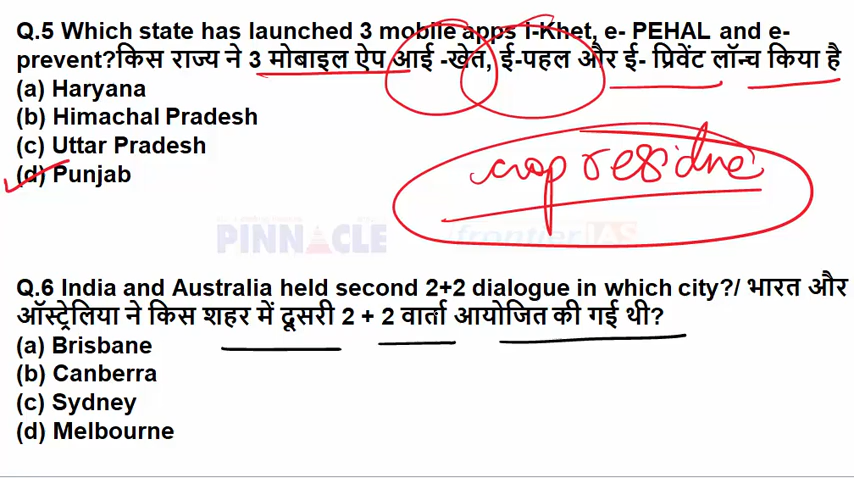 Q.5 Which state has launched 3 mobile apps I-Khet, e- PEHAL and e-
prevent?किस राज्य ने 3 मोबाइल ऐप आई -खेत, ई-पहल और ई- प्रिवेंट लॉन्च किया है
(a) Haryana
(b) Himachal Pradesh
(c) Uttar Pradesh
(d) Punjab
crop residue
PINNACLE
frontier IAS
Q.6 India and Australia held second 2+2 dialogue in which city?/ भारत और
ऑस्ट्रेलिया ने किस शहर में दूसरी 2 + 2 वार्ता आयोजित की गई थी?
(a) Brisbane
(b) Canberra
(c) Sydney
(d) Melbourne